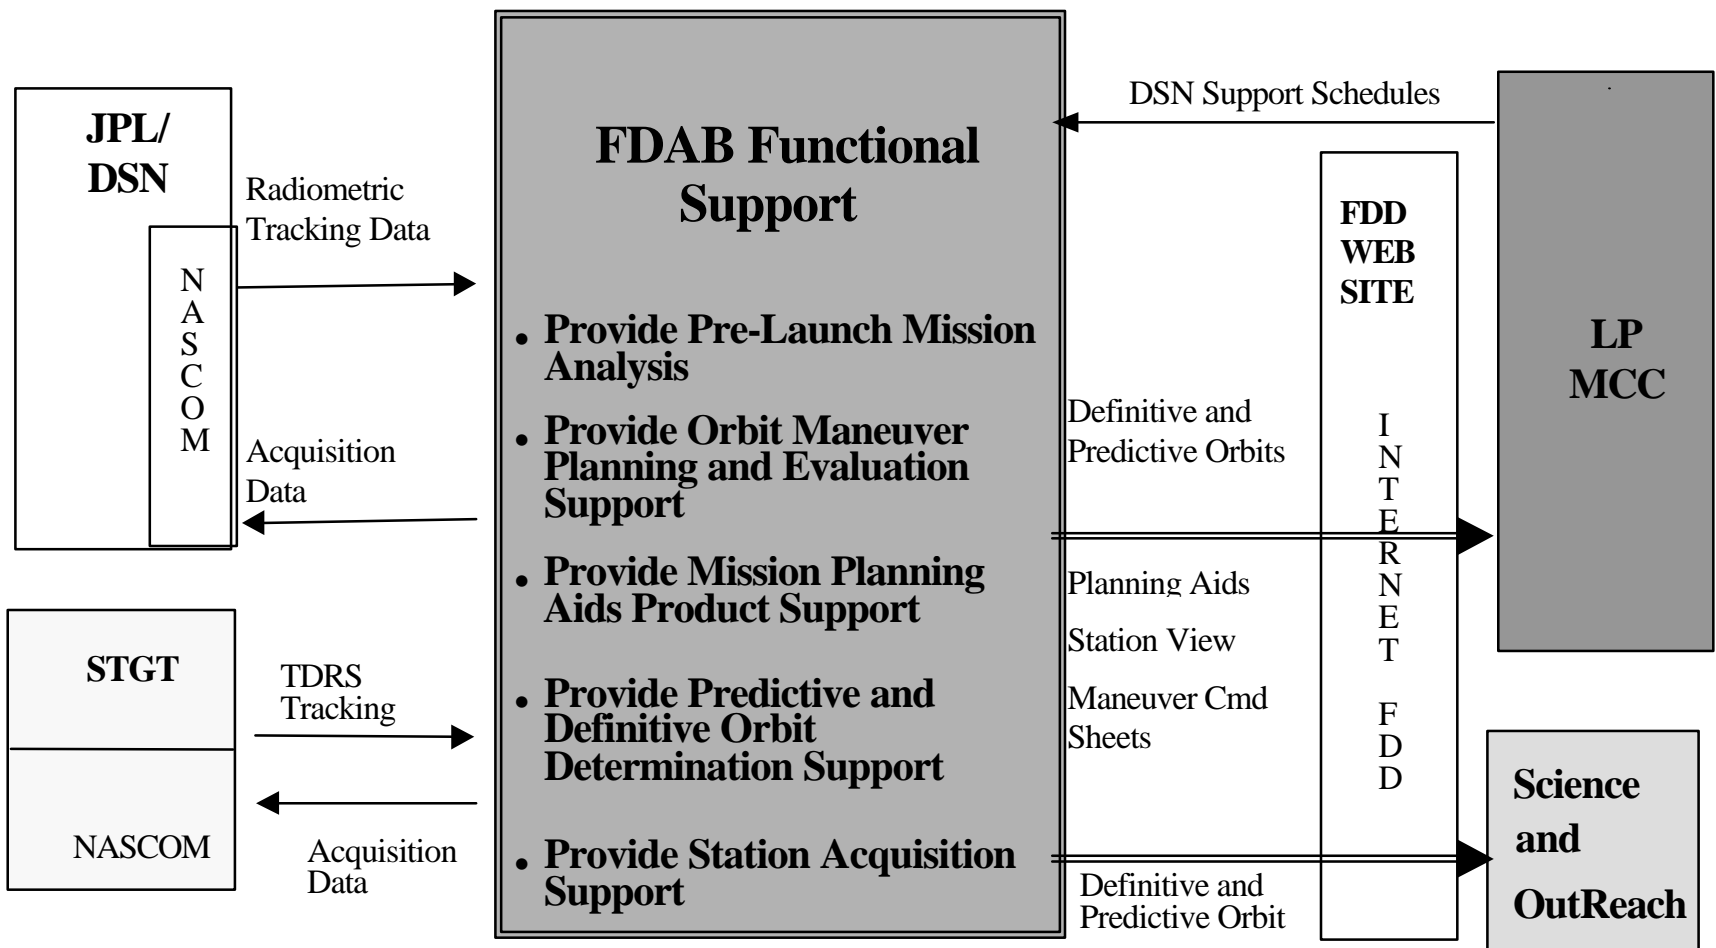 JPL/
DSN
NASCOM
Radiometric
Tracking Data
Acquisition
Data
STGT
NASCOM
TDRS
Tracking
Acquisition
Data
FDAB Functional
Support
• Provide Pre-Launch Mission
Analysis
• Provide Orbit Maneuver
Planning and Evaluation
Support
• Provide Mission Planning
Aids Product Support
• Provide Predictive and
Definitive Orbit
Determination Support
• Provide Station Acquisition
Support
DSN Support Schedules
Definitive and
Predictive Orbits
Planning Aids
Station View
Maneuver Cmd
Sheets
Definitive and
Predictive Orbit
FDD
WEB
SITE
INTERNET FDD
LP
MCC
Science
and
OutReach